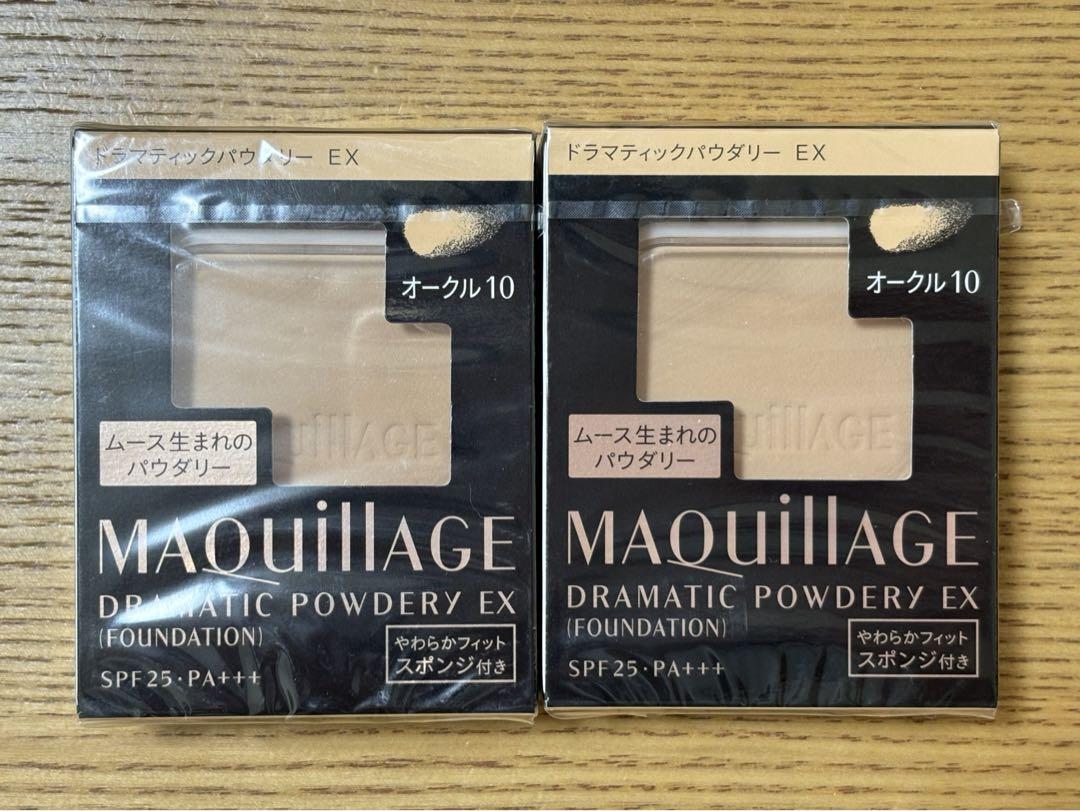 ドラマティックパウダリー EX
オークル10
uillAGE
ムース生まれの
パウダリー
MAQuillAGE
DRAMATIC POWDERY EX
(FOUNDATION)
やわらかフィット
スポンジ付き
SPF25・PA+++
ドラマティックパウダリー EX
オークル10
uillAGE
ムース生まれの
パウダリー
MAQuillAGE
DRAMATIC POWDERY EX
(FOUNDATION)
やわらかフィット
スポンジ付き
SPF25・PA+++